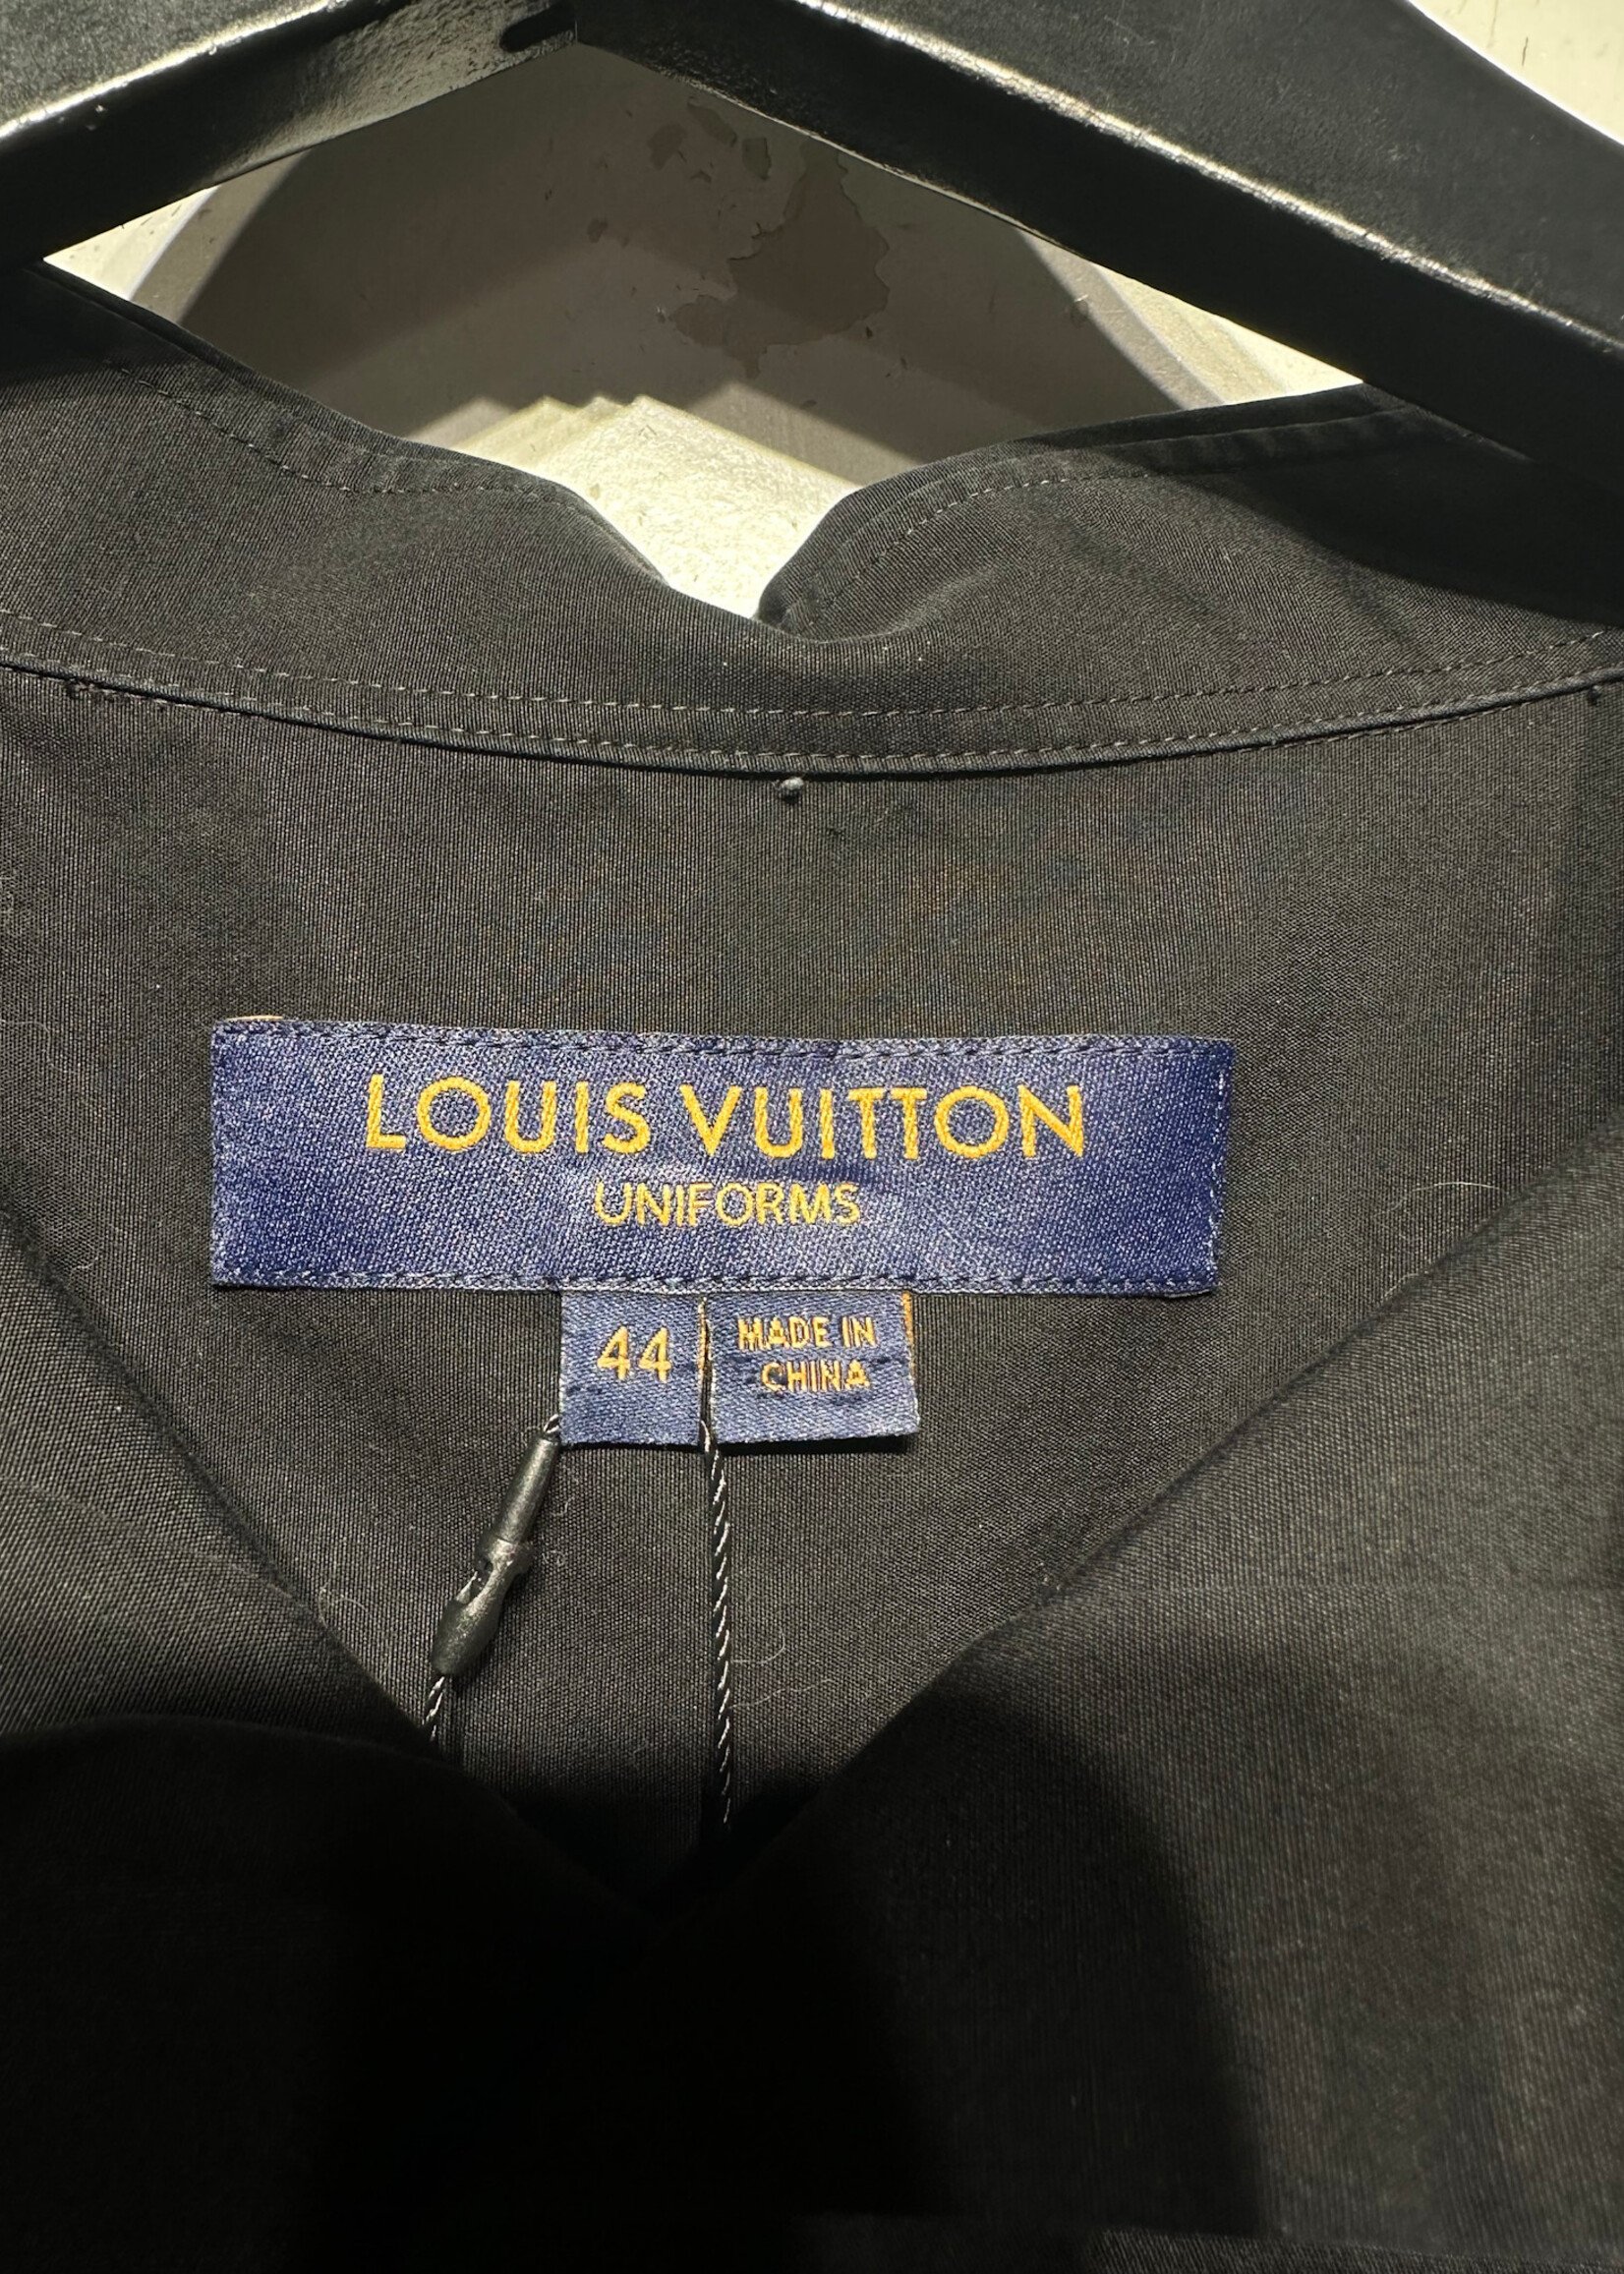 LOUIS VUITTON
UNIFORMS
44
MADE IN
CHINA